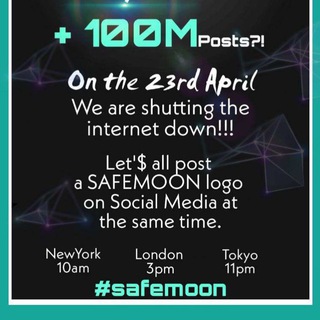 + 100M Posts?!
On the 23rd April
We are shutting the
internet down!!!
Let'$ all post
a SAFEMOON logo
on Social Media at
the same time.
NewYork London Tokyo
10am 3pm 11pm
#safemoon